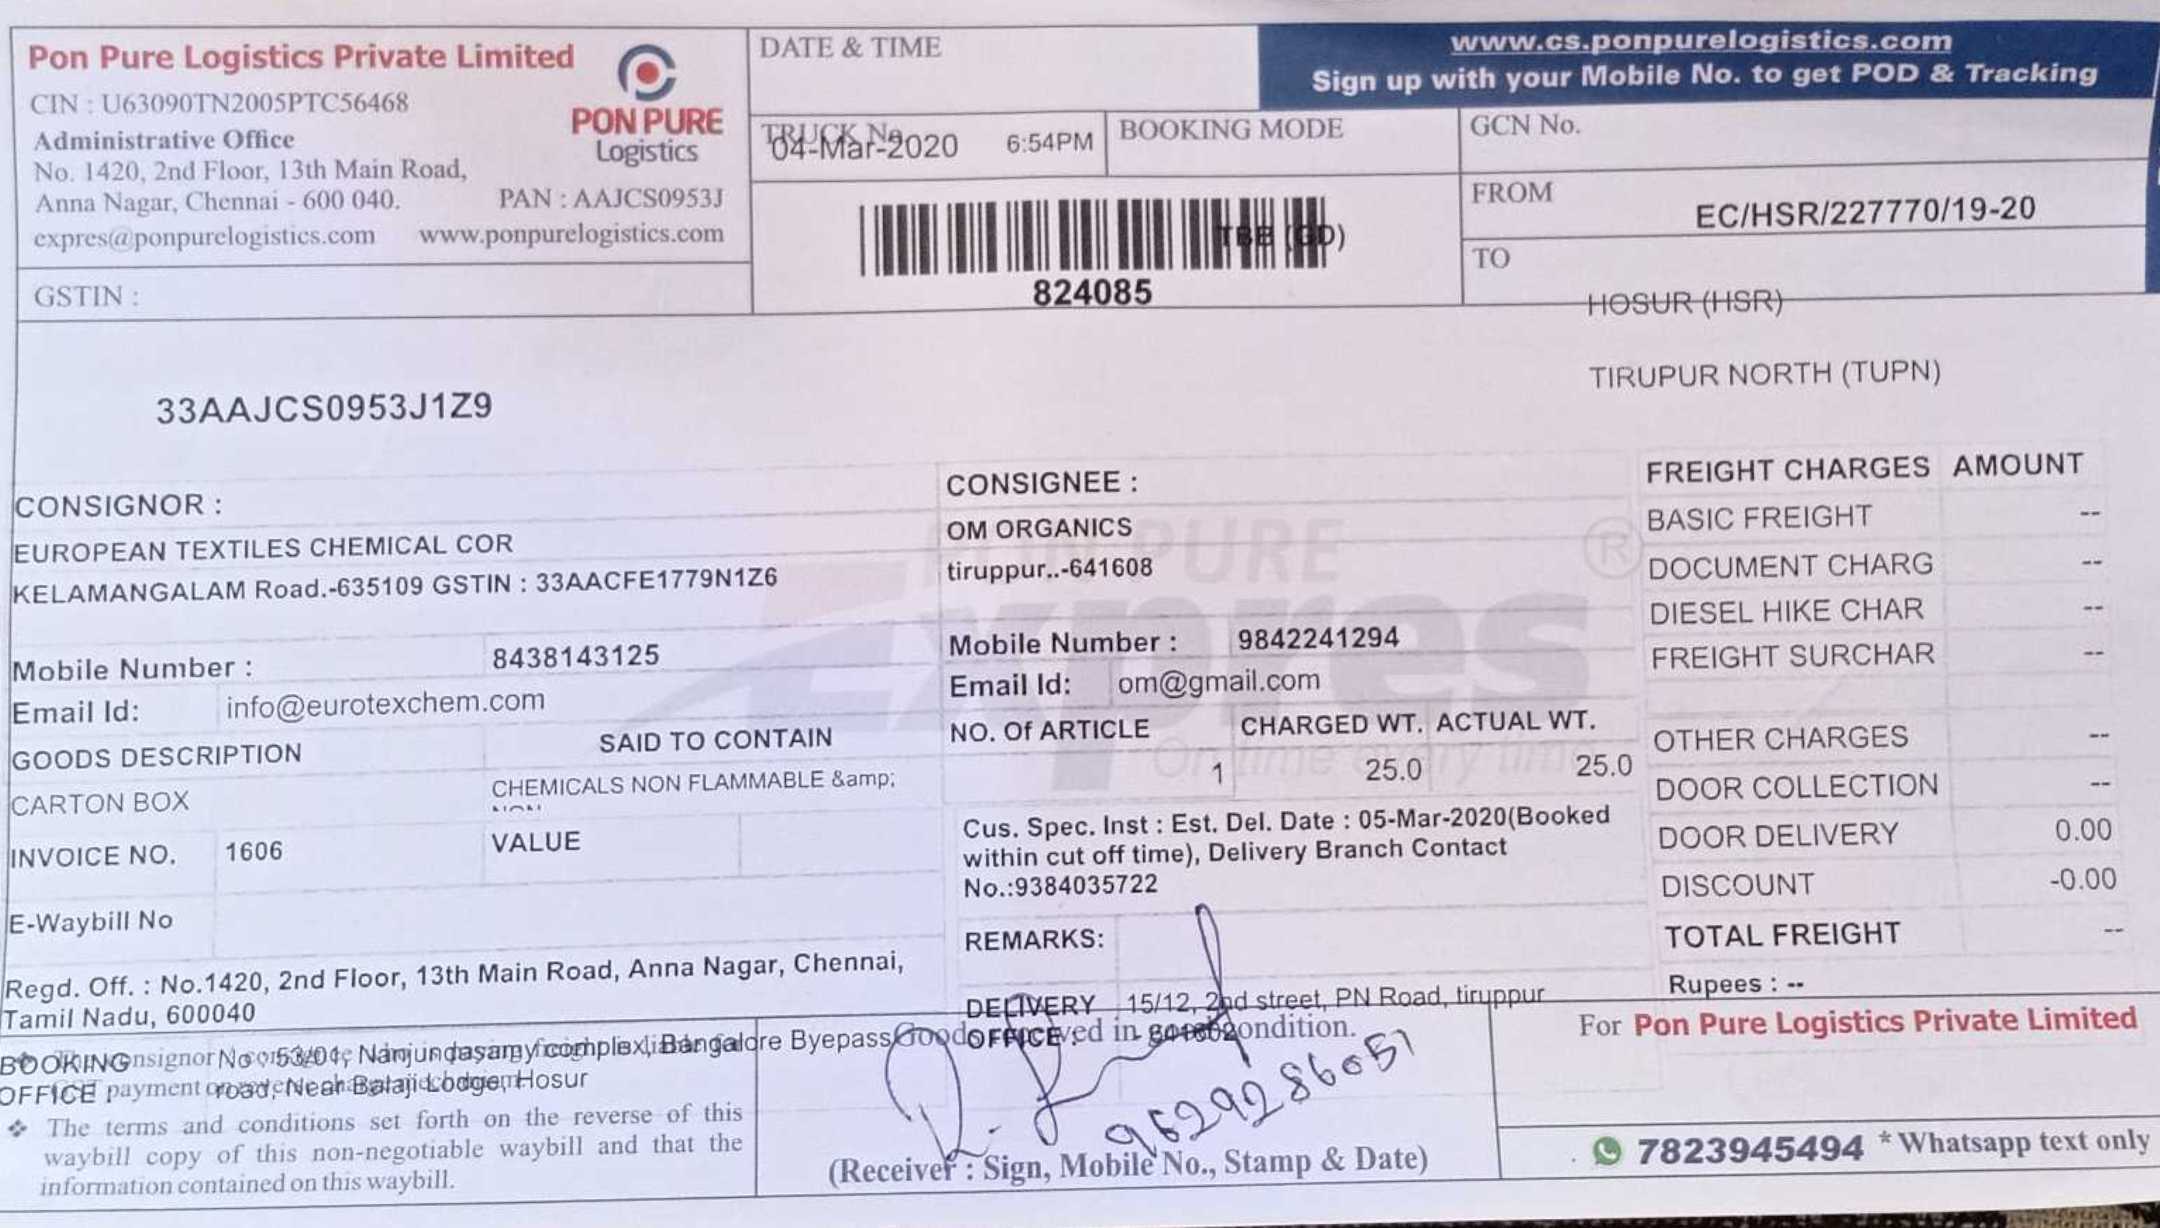 Pon Pure Logistics Private Limited
CIN : U63090TN2005PTC56468
Administrative Office
No. 1420, 2nd Floor, 13th Main Road,
Anna Nagar, Chennai - 600 040.
PAN : AAJCS0953J
expres@ponpurelogistics.com www.ponpurelogistics.com
PON PURE
Logistics
GSTIN :
33AAJCS0953J1Z9
DATE & TIME
www.cs.ponpurelogistics.com
Sign up with your Mobile No. to get POD & Tracking
TRUCK No
04-Mar-2020 6:54PM
BOOKING MODE
TBB (GD)
824085
GCN No.
EC/HSR/227770/19-20
FROM
HOSUR (HSR)
TO
TIRUPUR NORTH (TUPN)
CONSIGNOR :
EUROPEAN TEXTILES CHEMICAL COR
KELAMANGALAM Road.-635109 GSTIN : 33AACFE1779N1Z6
Mobile Number : 8438143125
Email Id: info@eurotexchem.com
GOODS DESCRIPTION SAID TO CONTAIN
CARTON BOX CHEMICALS NON FLAMMABLE &amp;
INVOICE NO. 1606 VALUE
E-Waybill No
Regd. Off. : No.1420, 2nd Floor, 13th Main Road, Anna Nagar, Chennai,
Tamil Nadu, 600040
BOOKING No : 53/01, Nanjundasamy complex, Bangalore Byepass
OFFICE road, Near Balaji Lodge, Hosur
❖ The terms and conditions set forth on the reverse of this
waybill copy of this non-negotiable waybill and that the
information contained on this waybill.
CONSIGNEE :
OM ORGANICS
tiruppur..-641608
Mobile Number : 9842241294
Email Id: om@gmail.com
NO. Of ARTICLE CHARGED WT. ACTUAL WT.
1 25.0 25.0
Cus. Spec. Inst : Est. Del. Date : 05-Mar-2020(Booked
within cut off time), Delivery Branch Contact
No.:9384035722
REMARKS:
DELIVERY 15/12, 2nd street, PN Road, tiruppur
OFFICE
Goods received in good condition.
9629286051
(Receiver : Sign, Mobile No., Stamp & Date)
PON PURE
Expres ®
On time every time
FREIGHT CHARGES AMOUNT
BASIC FREIGHT --
DOCUMENT CHARG --
DIESEL HIKE CHAR --
FREIGHT SURCHAR --
OTHER CHARGES --
DOOR COLLECTION --
DOOR DELIVERY 0.00
DISCOUNT -0.00
TOTAL FREIGHT --
Rupees : --
For Pon Pure Logistics Private Limited
7823945494 * Whatsapp text only